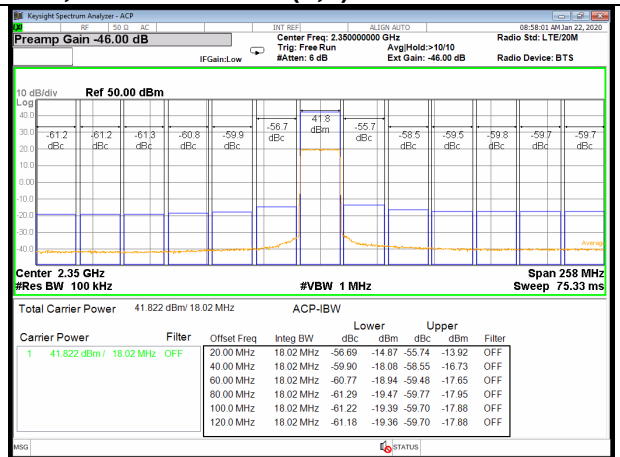 Keysight Spectrum Analyzer - ACP
RF 50 Ω AC INT REF ALIGN AUTO 08:58:01 AM Jan 22, 2020
Preamp Gain -46.00 dB Center Freq: 2.350000000 GHz Radio Std: LTE/20M
Trig: Free Run Avg|Hold:>10/10
IFGain:Low #Atten: 6 dB Ext Gain: -46.00 dB Radio Device: BTS
10 dB/div Ref 50.00 dBm
Log
40.0
30.0
20.0
10.0
0.00
-10.0
-20.0
-30.0
-40.0
-61.2 dBc
-61.2 dBc
-61.3 dBc
-60.8 dBc
-59.9 dBc
-56.7 dBc
41.8 dBm
-55.7 dBc
-58.5 dBc
-59.5 dBc
-59.8 dBc
-59.7 dBc
-59.7 dBc
Average
Center 2.35 GHz Span 258 MHz
#Res BW 100 kHz #VBW 1 MHz Sweep 75.33 ms
Total Carrier Power 41.822 dBm/ 18.02 MHz ACP-IBW
Lower Upper
Carrier Power Filter Offset Freq Integ BW dBc dBm dBc dBm Filter
1 41.822 dBm / 18.02 MHz OFF 20.00 MHz 18.02 MHz -56.69 -14.87 -55.74 -13.92 OFF
40.00 MHz 18.02 MHz -59.90 -18.08 -58.55 -16.73 OFF
60.00 MHz 18.02 MHz -60.77 -18.94 -59.48 -17.65 OFF
80.00 MHz 18.02 MHz -61.29 -19.47 -59.77 -17.95 OFF
100.0 MHz 18.02 MHz -61.22 -19.39 -59.70 -17.88 OFF
120.0 MHz 18.02 MHz -61.18 -19.36 -59.70 -17.88 OFF
MSG STATUS